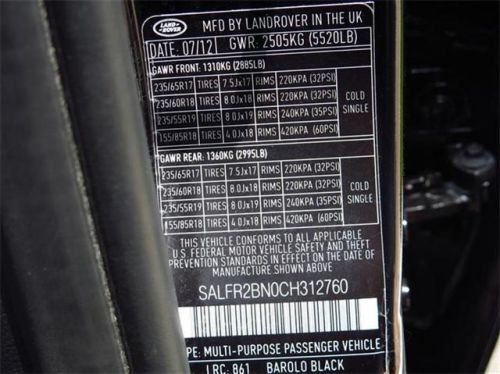 LAND
ROVER
MFD BY LANDROVER IN THE UK
DATE: 07/12 GWR: 2505KG (5520LB)
GAWR FRONT: 1310KG (2885LB)
235/65R17 TIRES 7.5Jx17 RIMS 220KPA (32PSI)
235/60R18 TIRES 8.0Jx18 RIMS 220KPA (32PSI)
235/55R19 TIRES 8.0Jx19 RIMS 240KPA (35PSI)
155/85R18 TIRES 4.0Jx18 RIMS 420KPA (60PSI)
COLD
SINGLE
GAWR REAR: 1360KG (2995LB)
235/65R17 TIRES 7.5Jx17 RIMS 220KPA (32PSI)
235/60R18 TIRES 8.0Jx18 RIMS 220KPA (32PSI)
235/55R19 TIRES 8.0Jx19 RIMS 240KPA (35PSI)
155/85R18 TIRES 4.0Jx18 RIMS 420KPA (60PSI)
COLD
SINGLE
THIS VEHICLE CONFORMS TO ALL APPLICABLE
U.S. FEDERAL MOTOR VEHICLE SAFETY AND THEFT
PREVENTION STANDARDS IN EFFECT ON THE DATE OF
MANUFACTURE SHOWN ABOVE
SALFR2BN0CH312760
TYPE: MULTI-PURPOSE PASSENGER VEHICLE
LRC: 861 BAROLO BLACK